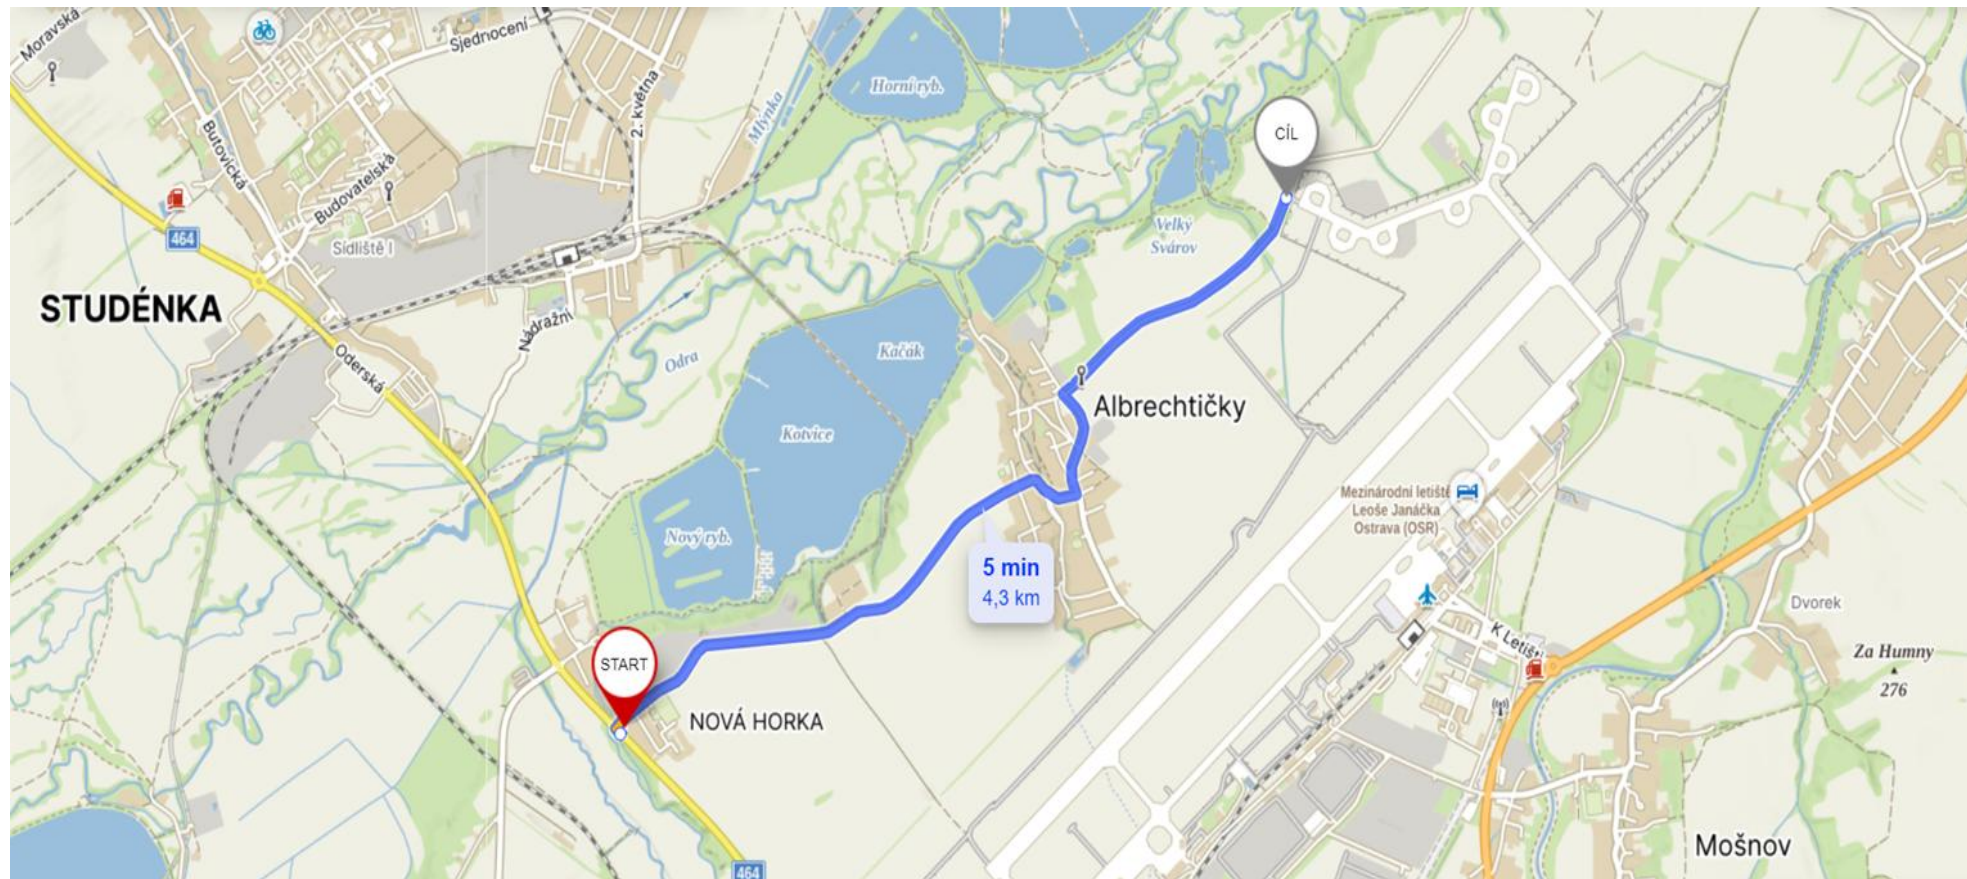 Moravská
Sjednocení
2. května
Mlýnka
Horní ryb.
CÍL
Butovická
Budovatelská
464
Sídliště I
Velký
Svárov
STUDÉNKA
Nádražní
Oderská
Odra
Kačák
Albrechtičky
Kotvice
Mezinárodní letiště
Leoše Janáčka
Ostrava (OSR)
Nový ryb.
5 min
4,3 km
Dvorek
K Letišti
Za Humny
276
START
NOVÁ HORKA
Mošnov
464